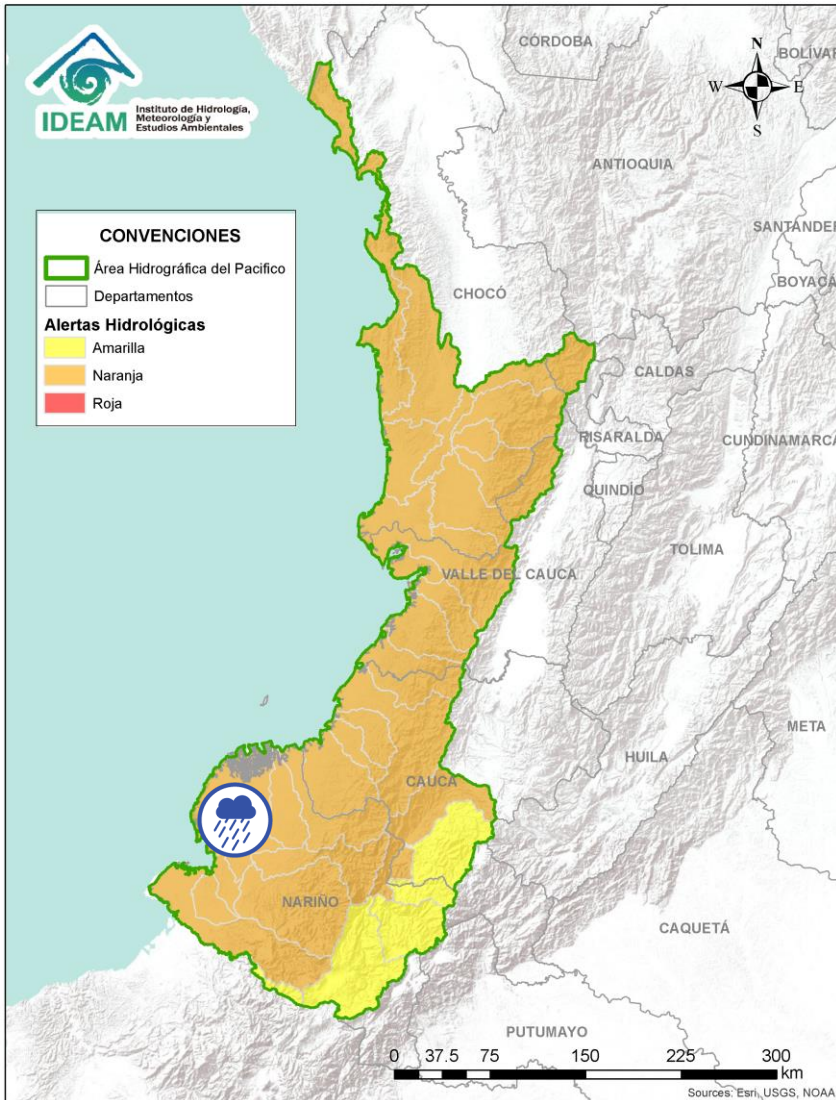 IDEAM
Instituto de Hidrología,
Meteorología y
Estudios Ambientales
CONVENCIONES
Área Hidrográfica del Pacifico
Departamentos
Alertas Hidrológicas
Amarilla
Naranja
Roja
N
W
E
S
CÓRDOBA
BOLÍVAR
ANTIOQUIA
SANTANDER
BOYACÁ
CHOCÓ
CALDAS
RISARALDA
CUNDINAMARCA
QUINDÍO
TOLIMA
VALLE DEL CAUCA
META
HUILA
CAUCA
NARIÑO
CAQUETÁ
PUTUMAYO
0 37.5 75 150 225 300
km
Sources: Esri, USGS, NOAA